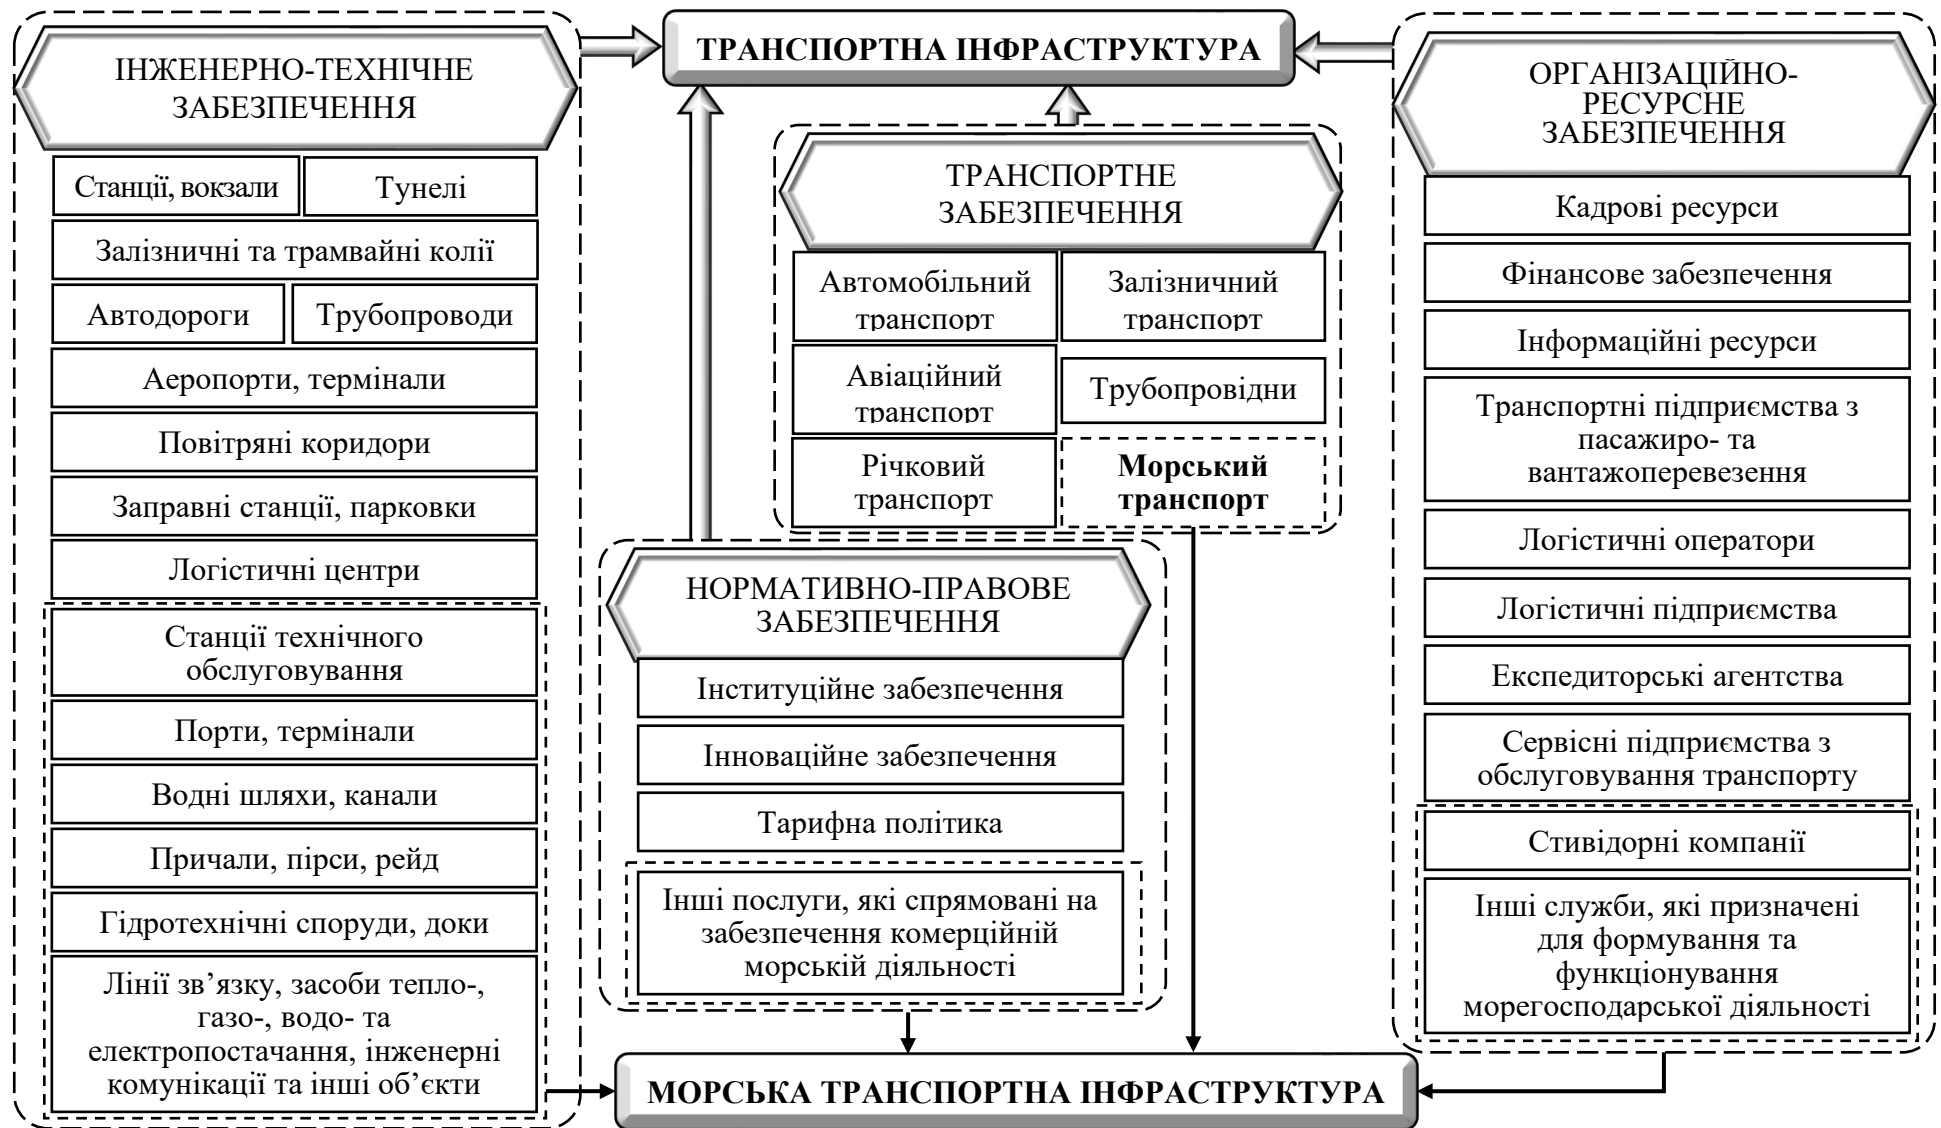 ТРАНСПОРТНА ІНФРАСТРУКТУРА
ІНЖЕНЕРНО-ТЕХНІЧНЕ
ЗАБЕЗПЕЧЕННЯ
Станції, вокзали
Тунелі
Залізничні та трамвайні колії
Автодороги
Трубопроводи
Аеропорти, термінали
Повітряні коридори
Заправні станції, парковки
Логістичні центри
Станції технічного
обслуговування
Порти, термінали
Водні шляхи, канали
Причали, пірси, рейд
Гідротехнічні споруди, доки
Лінії зв’язку, засоби тепло-,
газо-, водо- та
електропостачання, інженерні
комунікації та інші об’єкти
ТРАНСПОРТНЕ
ЗАБЕЗПЕЧЕННЯ
Автомобільний
транспорт
Залізничний
транспорт
Авіаційний
транспорт
Трубопровідни
Річковий
транспорт
Морський
транспорт
НОРМАТИВНО-ПРАВОВЕ
ЗАБЕЗПЕЧЕННЯ
Інституційне забезпечення
Інноваційне забезпечення
Тарифна політика
Інші послуги, які спрямовані на
забезпечення комерційній
морській діяльності
ОРГАНІЗАЦІЙНО-
РЕСУРСНЕ
ЗАБЕЗПЕЧЕННЯ
Кадрові ресурси
Фінансове забезпечення
Інформаційні ресурси
Транспортні підприємства з
пасажиро- та
вантажоперевезення
Логістичні оператори
Логістичні підприємства
Експедиторські агентства
Сервісні підприємства з
обслуговування транспорту
Стивідорні компанії
Інші служби, які призначені
для формування та
функціонування
морегосподарської діяльності
МОРСЬКА ТРАНСПОРТНА ІНФРАСТРУКТУРА